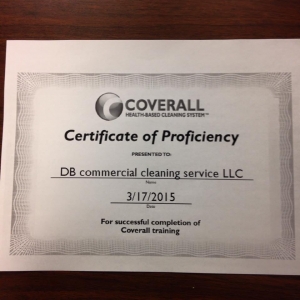 COVERALL
HEALTH-BASED CLEANING SYSTEM™
Certificate of Proficiency
PRESENTED TO:
DB commercial cleaning service LLC
Name
3/17/2015
Date
For successful completion of
Coverall training